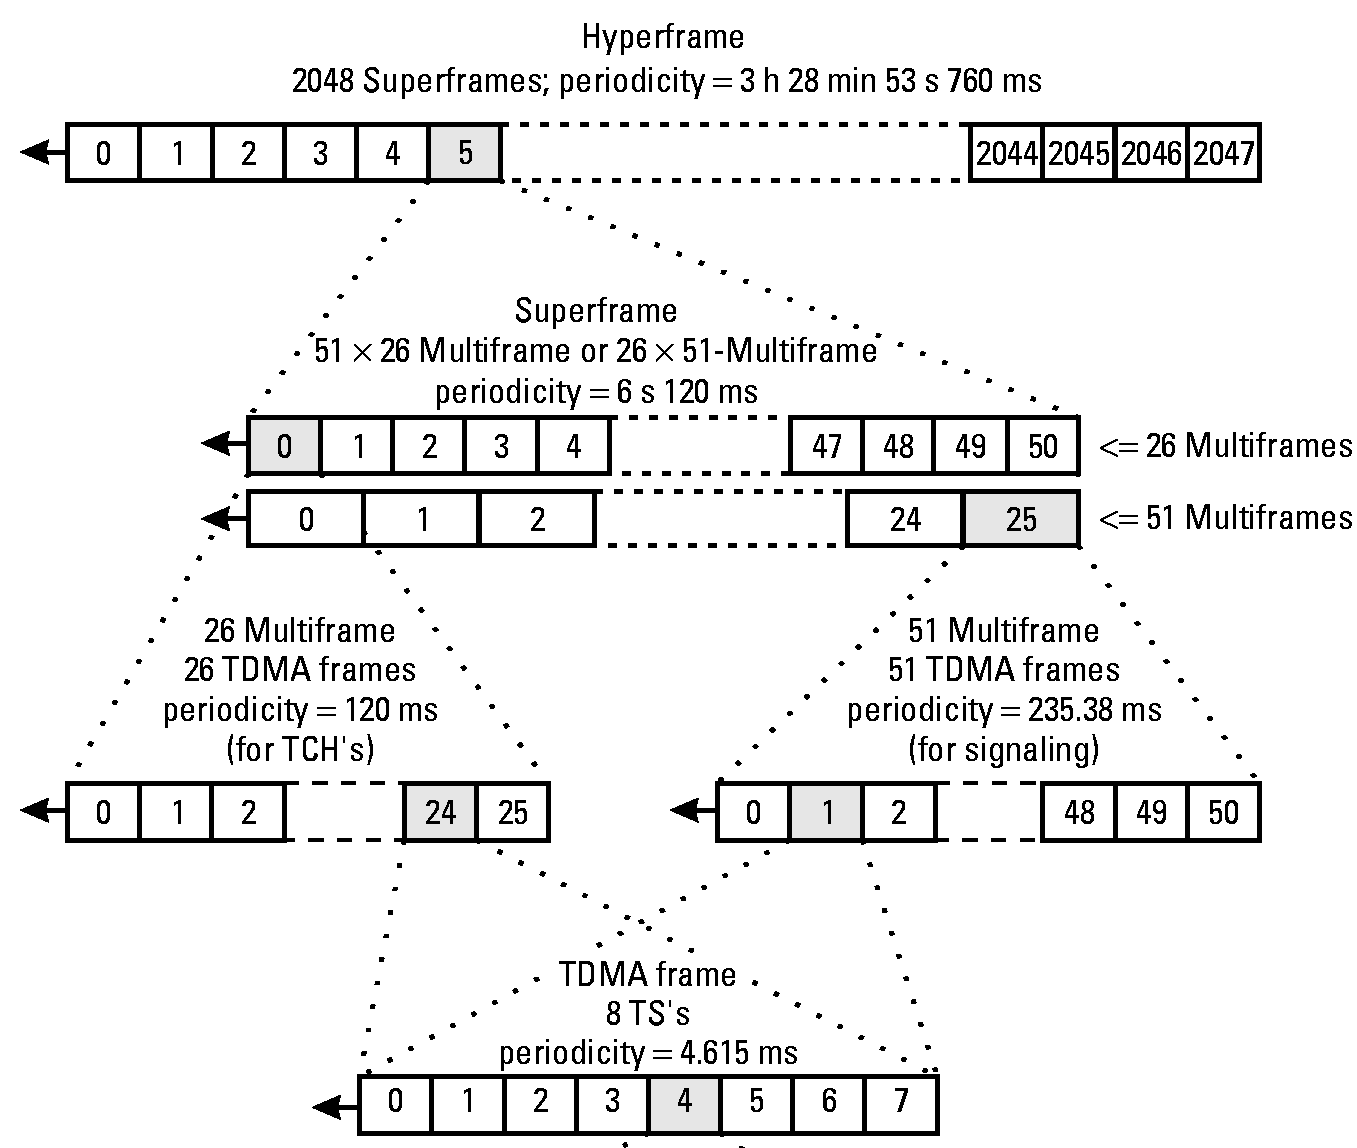 Hyperframe
2048 Superframes; periodicity = 3 h 28 min 53 s 760 ms
0 1 2 3 4 5 2044 2045 2046 2047
Superframe
51 × 26 Multiframe or 26 × 51-Multiframe
periodicity = 6 s 120 ms
0 1 2 3 4 47 48 49 50 <= 26 Multiframes
0 1 2 24 25 <= 51 Multiframes
26 Multiframe
26 TDMA frames
periodicity = 120 ms
(for TCH's)
51 Multiframe
51 TDMA frames
periodicity = 235.38 ms
(for signaling)
0 1 2 24 25
0 1 2 48 49 50
TDMA frame
8 TS's
periodicity = 4.615 ms
0 1 2 3 4 5 6 7